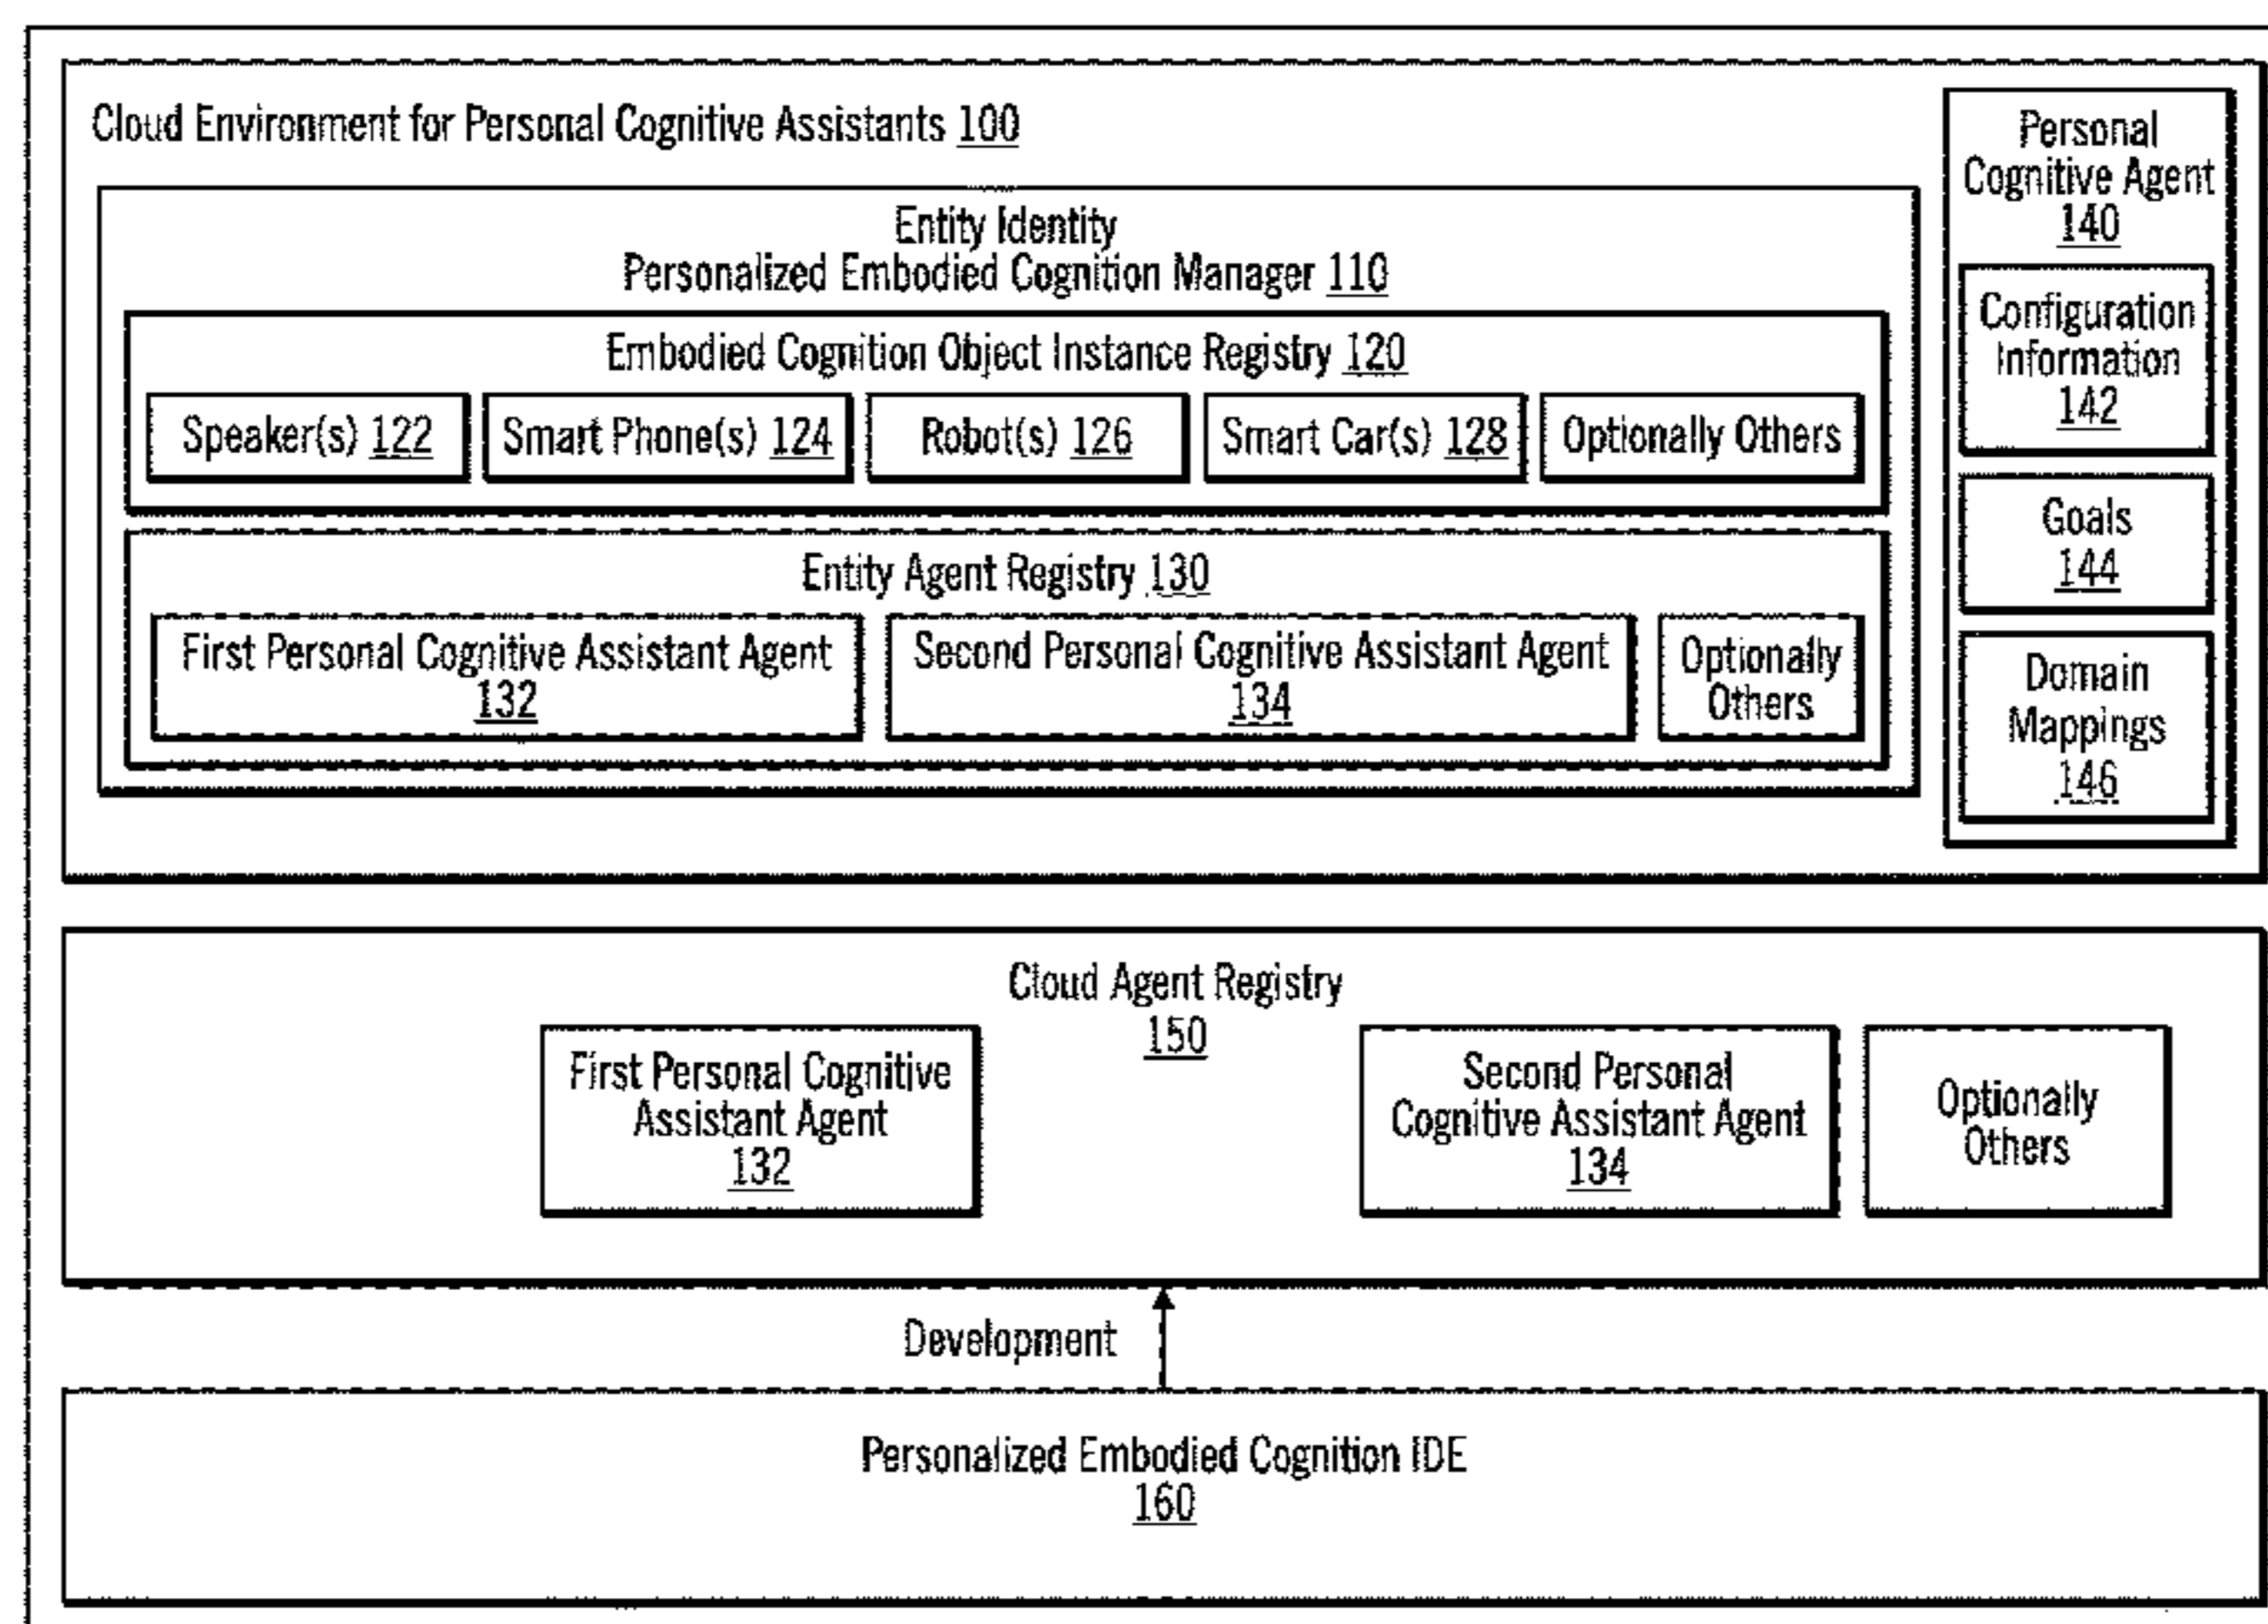 Cloud Environment for Personal Cognitive Assistants 100
Entity Identity
Personalized Embodied Cognition Manager 110
Embodied Cognition Object Instance Registry 120
Speaker(s) 122
Smart Phone(s) 124
Robot(s) 126
Smart Car(s) 128
Optionally Others
Entity Agent Registry 130
First Personal Cognitive Assistant Agent
132
Second Personal Cognitive Assistant Agent
134
Optionally
Others
Personal
Cognitive Agent
140
Configuration
Information
142
Goals
144
Domain
Mappings
146
Cloud Agent Registry
150
First Personal Cognitive
Assistant Agent
132
Second Personal
Cognitive Assistant Agent
134
Optionally
Others
Development
Personalized Embodied Cognition IDE
160